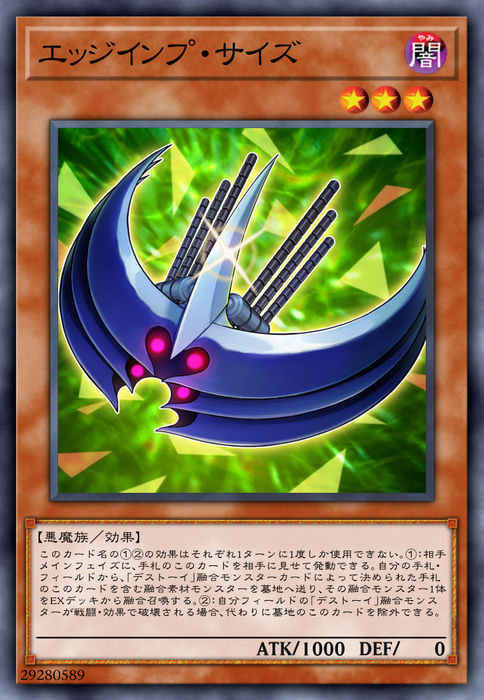 エッジインプ・サイズ
やみ
闇
【悪魔族／効果】
このカード名の①②の効果はそれぞれ1ターンに1度しか使用できない。①：相手
メインフェイズに、手札のこのカードを相手に見せて発動できる。自分の手札・
フィールドから、「デストーイ」融合モンスターカードによって決められた手札
のこのカードを含む融合素材モンスターを墓地へ送り、その融合モンスター1体
をEXデッキから融合召喚する。②：自分フィールドの「デストーイ」融合モンス
ターが戦闘・効果で破壊される場合、代わりに墓地のこのカードを除外できる。
ATK/1000 DEF/ 0
29280589